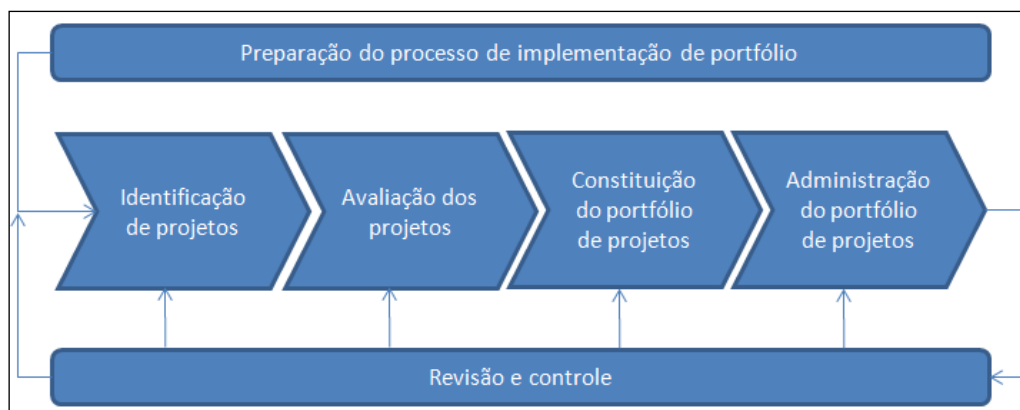 Preparação do processo de implementação de portfólio
Identificação
de projetos
Avaliação dos
projetos
Constituição
do portfólio
de projetos
Administração
do portfólio
de projetos
Revisão e controle